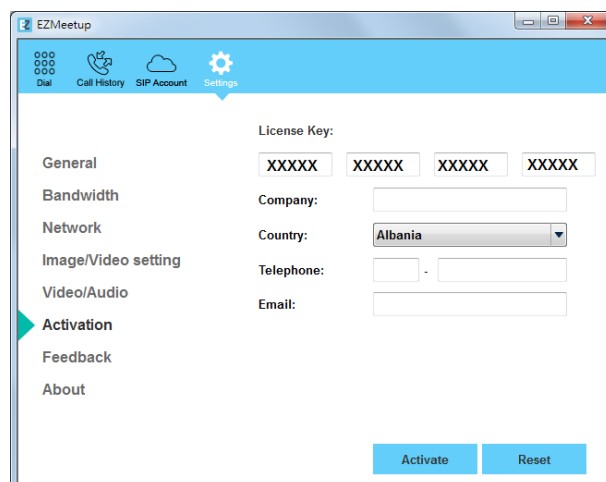 EZMeetup
Dial Call History SIP Account Settings
License Key:
XXXXX XXXXX XXXXX XXXXX
Company:
Country: Albania
Telephone: -
Email:
General
Bandwidth
Network
Image/Video setting
Video/Audio
Activation
Feedback
About
Activate Reset